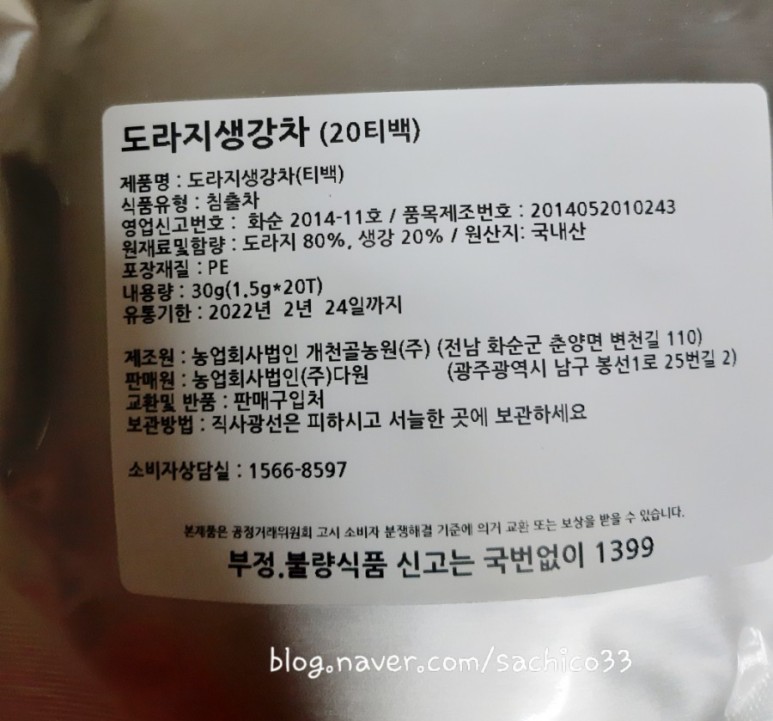 도라지생강차 (20티백)
제품명 : 도라지생강차(티백)
식품유형 : 침출차
영업신고번호 : 화순 2014-11호 / 품목제조번호 : 2014052010243
원재료및함량 : 도라지 80%, 생강 20% / 원산지: 국내산
포장재질 : PE
내용량 : 30g(1.5g*20T)
유통기한 : 2022년 2년 24일까지
제조원 : 농업회사법인 개천골농원(주) (전남 화순군 춘양면 변천길 110)
판매원 : 농업회사법인(주)다원 (광주광역시 남구 봉선1로 25번길 2)
교환및 반품 : 판매구입처
보관방법 : 직사광선은 피하시고 서늘한 곳에 보관하세요
소비자상담실 : 1566-8597
본제품은 공정거래위원회 고시 소비자 분쟁해결 기준에 의거 교환 또는 보상을 받을 수 있습니다.
부정.불량식품 신고는 국번없이 1399
blog.naver.com/sachico33